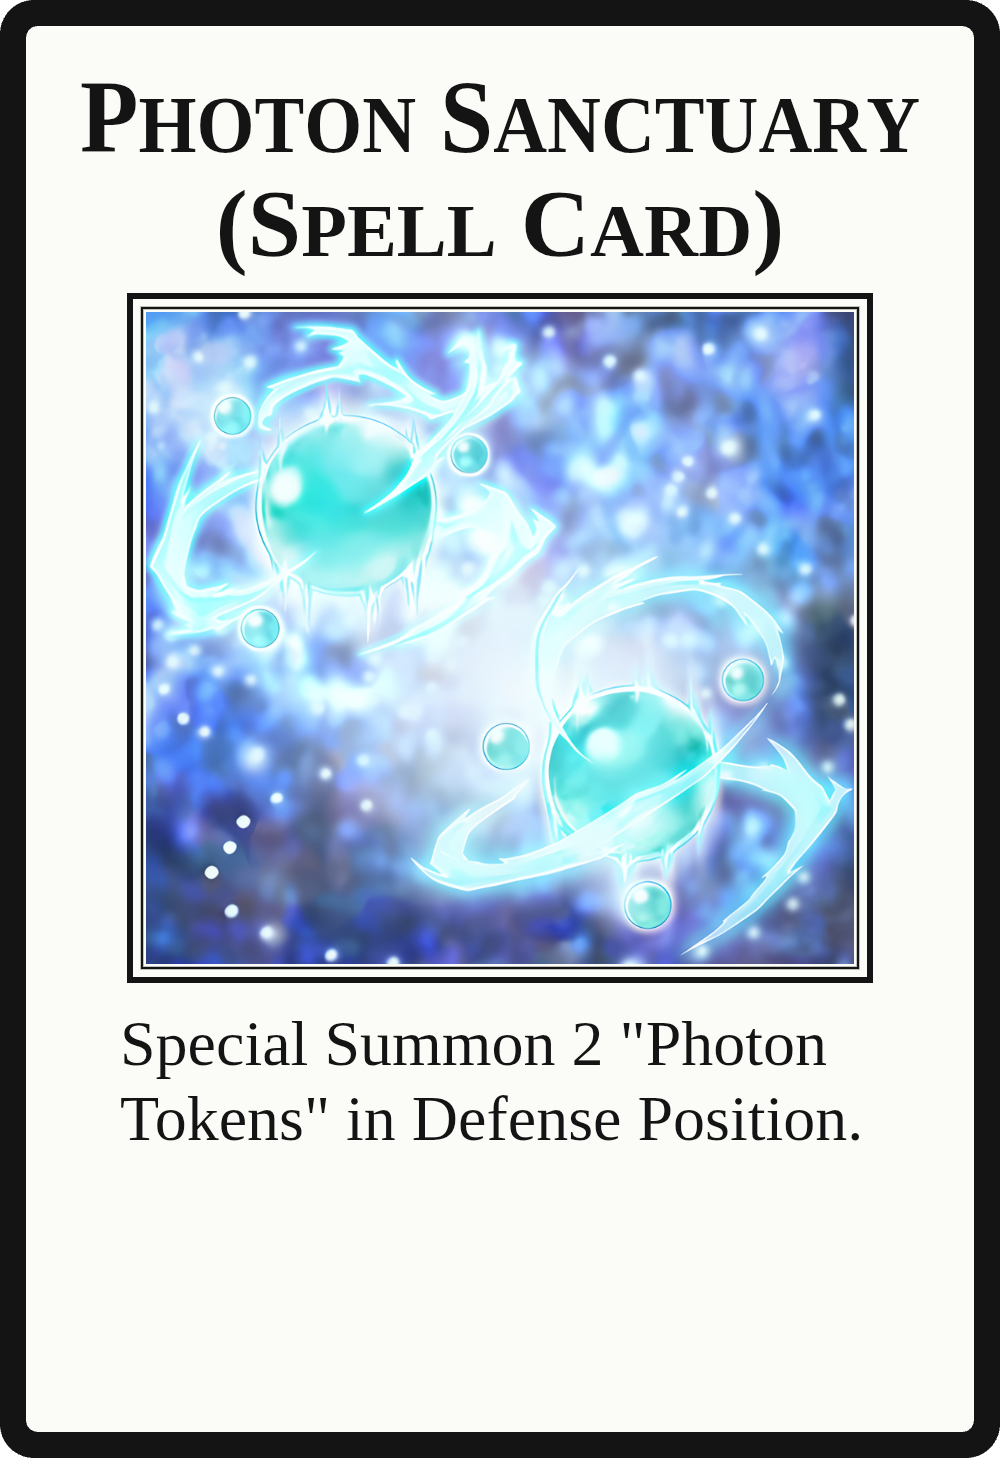 Photon Sanctuary
(Spell Card)
Special Summon 2 "Photon
Tokens" in Defense Position.